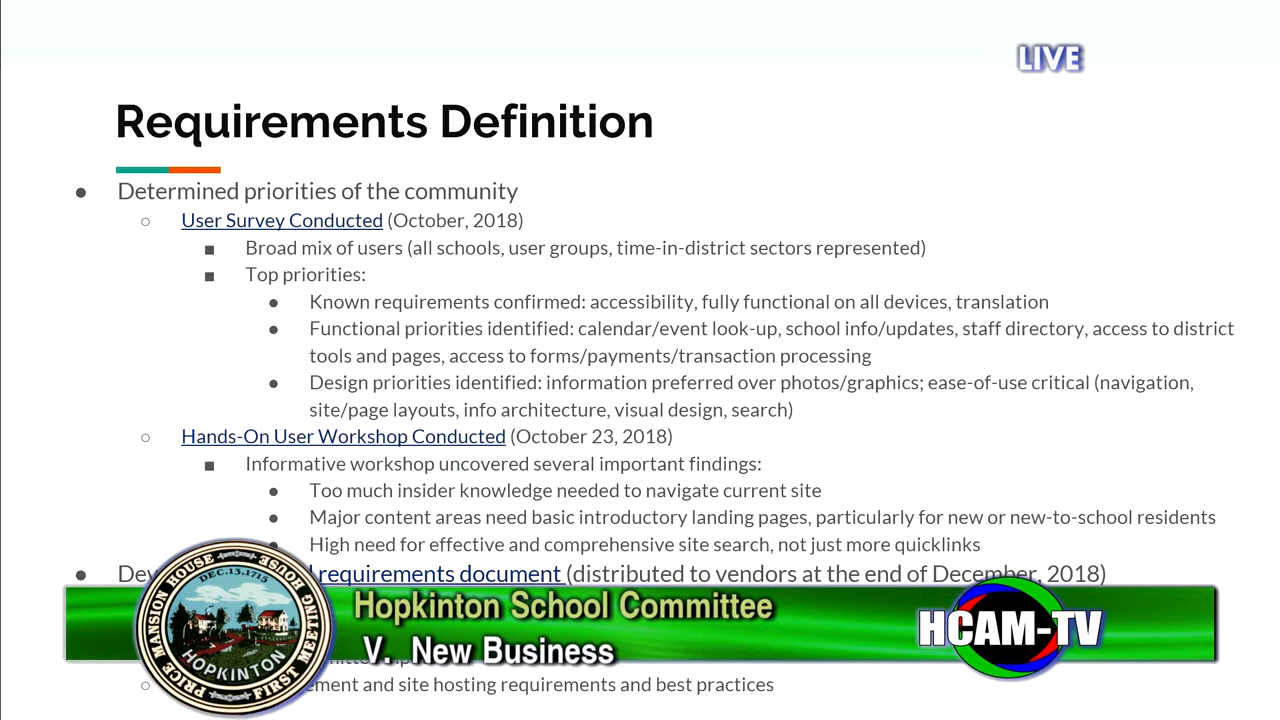 LIVE
Requirements Definition
● Determined priorities of the community
○ User Survey Conducted (October, 2018)
■ Broad mix of users (all schools, user groups, time-in-district sectors represented)
■ Top priorities:
● Known requirements confirmed: accessibility, fully functional on all devices, translation
● Functional priorities identified: calendar/event look-up, school info/updates, staff directory, access to district
tools and pages, access to forms/payments/transaction processing
● Design priorities identified: information preferred over photos/graphics; ease-of-use critical (navigation,
site/page layouts, info architecture, visual design, search)
○ Hands-On User Workshop Conducted (October 23, 2018)
■ Informative workshop uncovered several important findings:
● Too much insider knowledge needed to navigate current site
● Major content areas need basic introductory landing pages, particularly for new or new-to-school residents
● High need for effective and comprehensive site search, not just more quicklinks
● requirements document (distributed to vendors at the end of December, 2018)
Hopkinton School Committee
V. New Business
HCAM-TV
PRICE MANSION HOUSE
HOUSE FIRST MEETING
DEC.13.1715
HOPKINTON
○ and site hosting requirements and best practices